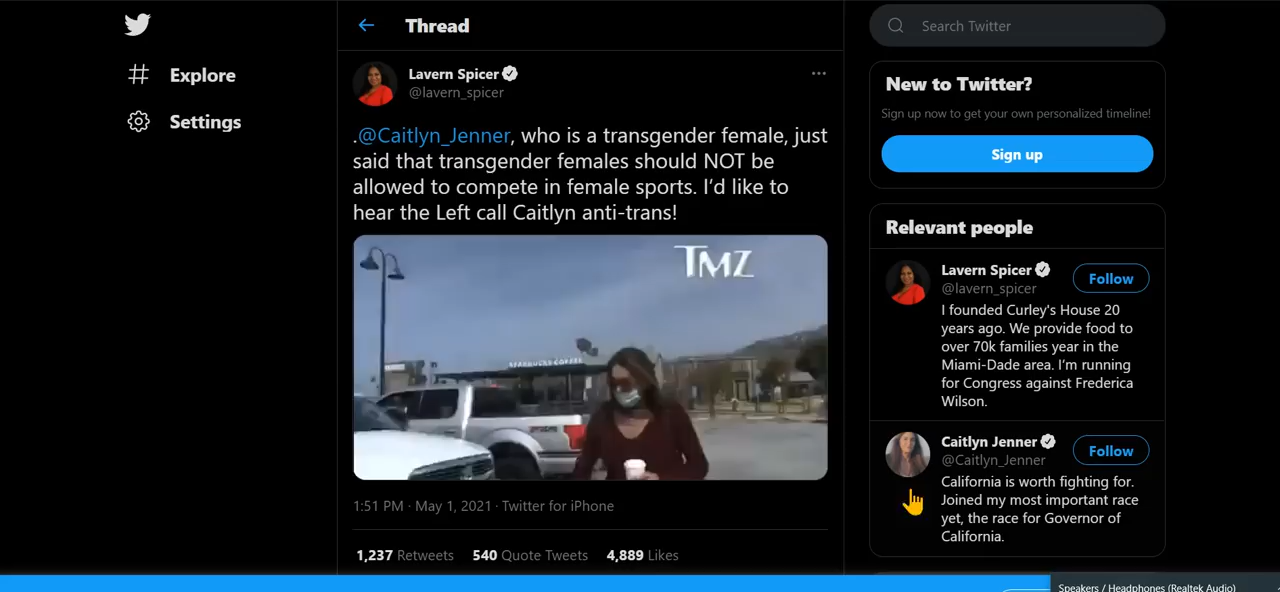 Thread
Explore
Settings
Lavern Spicer
@lavern_spicer
.@Caitlyn_Jenner, who is a transgender female, just
said that transgender females should NOT be
allowed to compete in female sports. I’d like to
hear the Left call Caitlyn anti-trans!
TMZ
STARBUCKS COFFEE
1:51 PM · May 1, 2021 · Twitter for iPhone
1,237 Retweets 540 Quote Tweets 4,889 Likes
Search Twitter
New to Twitter?
Sign up now to get your own personalized timeline!
Sign up
Relevant people
Lavern Spicer
@lavern_spicer
Follow
I founded Curley's House 20
years ago. We provide food to
over 70k families year in the
Miami-Dade area. I’m running
for Congress against Frederica
Wilson.
Caitlyn Jenner
@Caitlyn_Jenner
Follow
California is worth fighting for.
Joined my most important race
yet, the race for Governor of
California.
Speakers / Headphones (Realtek Audio)